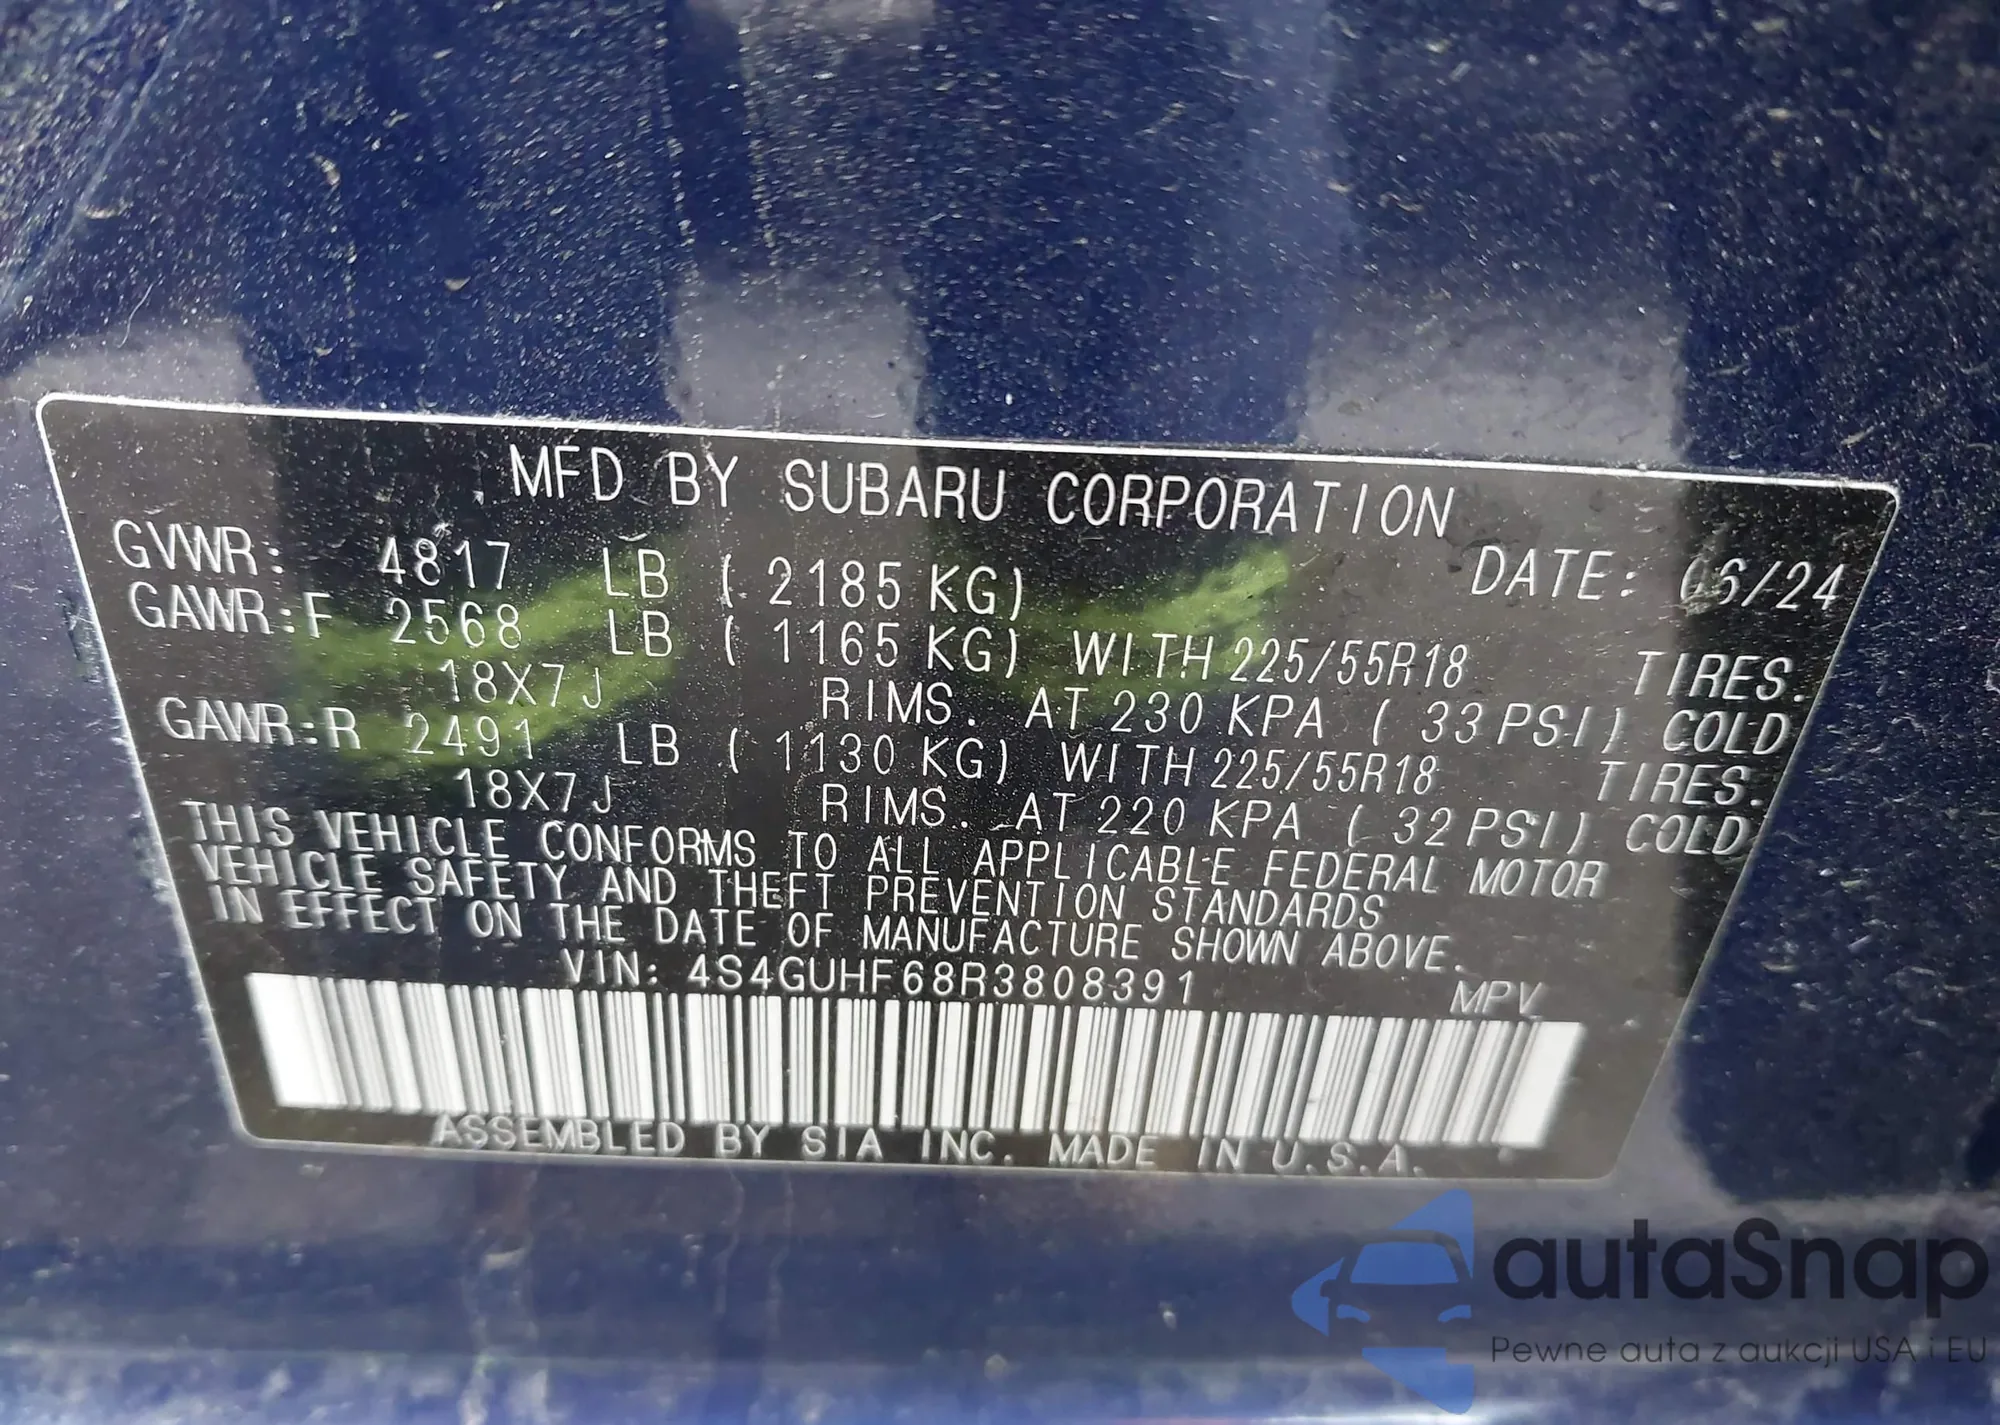 MFD BY SUBARU CORPORATION
GVWR: 4817 LB ( 2185 KG) DATE: 06/24
GAWR:F 2568 LB ( 1165 KG) WITH 225/55R18 TIRES.
18X7J RIMS. AT 230 KPA ( 33 PSI) COLD
GAWR:R 2491 LB ( 1130 KG) WITH 225/55R18 TIRES.
18X7J RIMS. AT 220 KPA ( 32 PSI) COLD
THIS VEHICLE CONFORMS TO ALL APPLICABLE FEDERAL MOTOR
VEHICLE SAFETY AND THEFT PREVENTION STANDARDS
IN EFFECT ON THE DATE OF MANUFACTURE SHOWN ABOVE.
VIN: 4S4GUHF68R3808391 MPV
ASSEMBLED BY SIA INC. MADE IN U.S.A.
autaSnap
Pewne auta z aukcji USA i EU